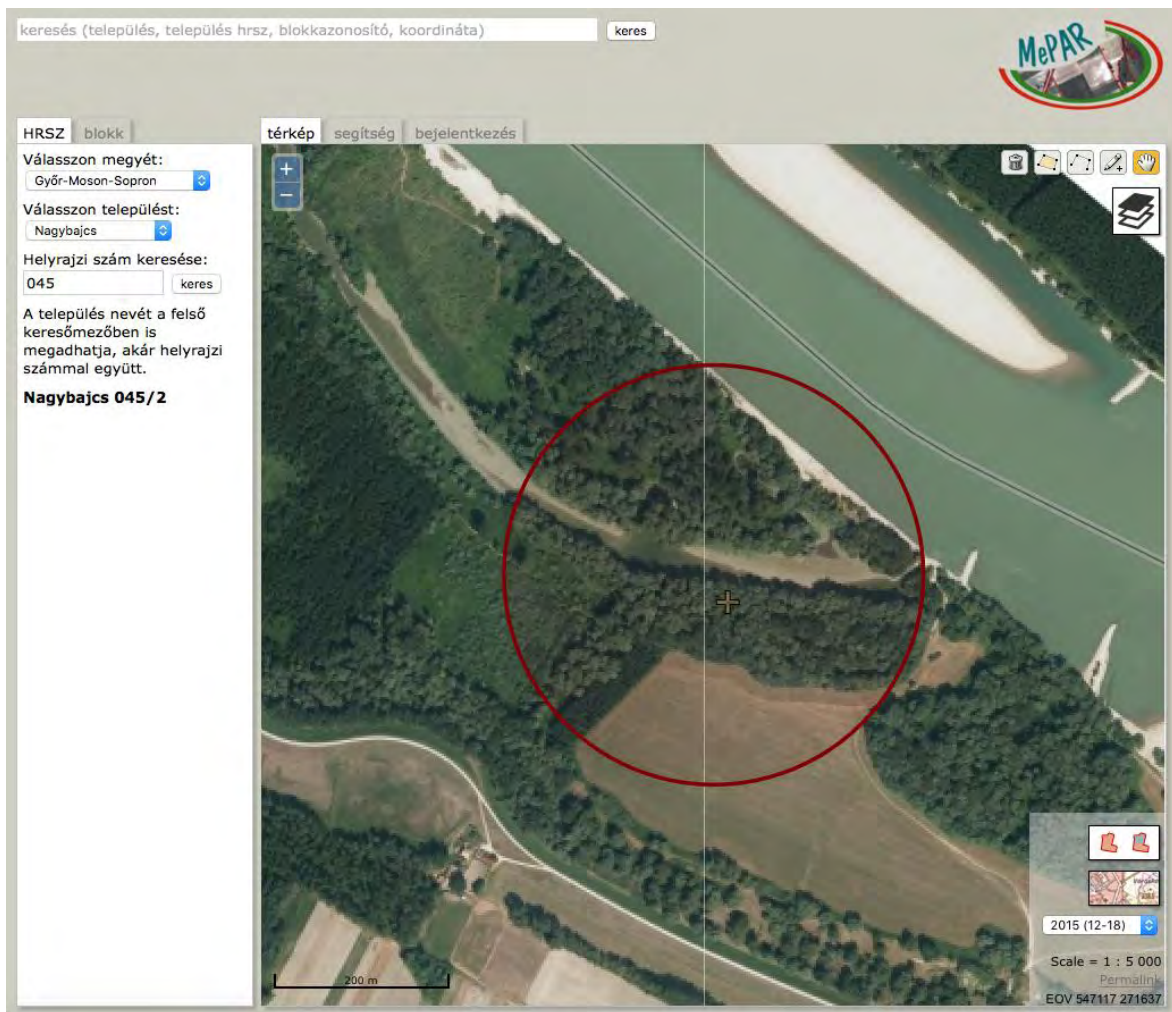 keresés (település, település hrsz, blokkazonosító, koordináta)
keres
MePAR
HRSZ
blokk
térkép
segítség
bejelentkezés
Válasszon megyét:
Győr-Moson-Sopron
Válasszon települést:
Nagybajcs
Helyrajzi szám keresése:
045
keres
A település nevét a felső
keresőmezőben is
megadhatja, akár helyrajzi
számmal együtt.
Nagybajcs 045/2
+
−
200 m
2015 (12-18)
Scale = 1 : 5 000
Permalink
EOV 547117 271637